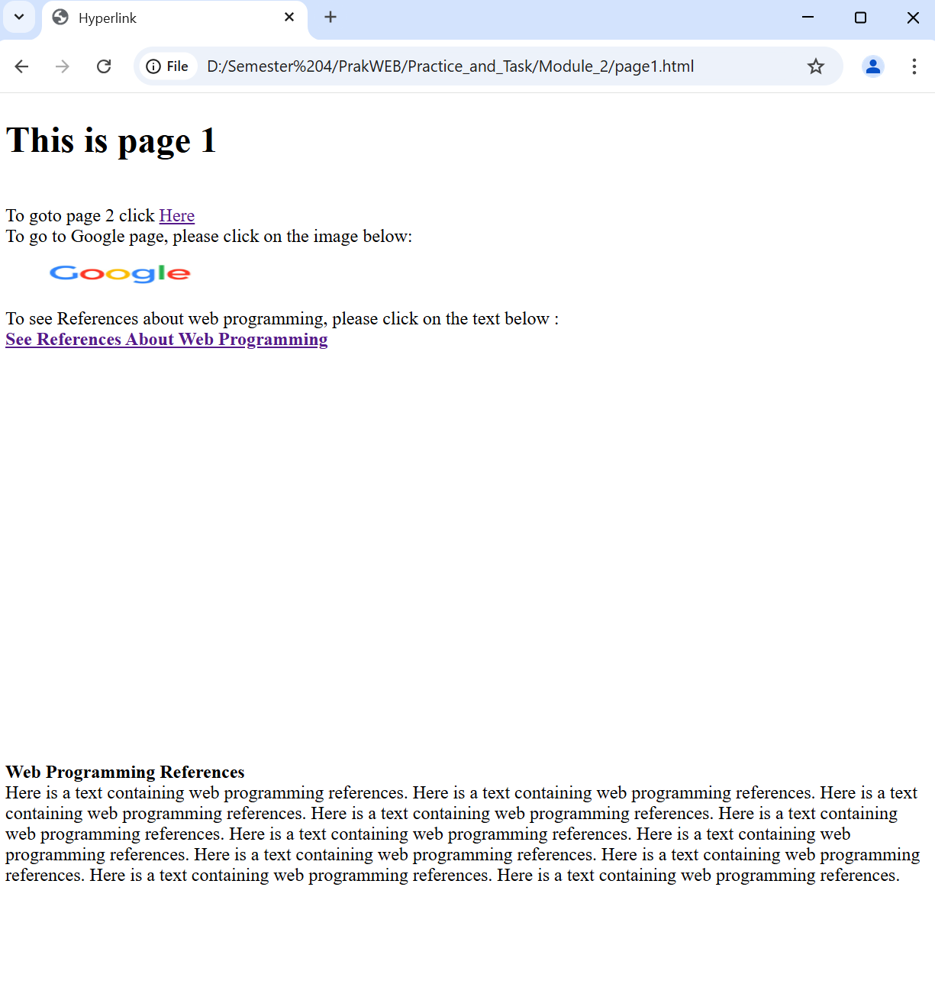 Hyperlink
File D:/Semester%204/PrakWEB/Practice_and_Task/Module_2/page1.html
This is page 1
To goto page 2 click Here
To go to Google page, please click on the image below:
Google
To see References about web programming, please click on the text below :
See References About Web Programming
Web Programming References
Here is a text containing web programming references. Here is a text containing web programming references. Here is a text
containing web programming references. Here is a text containing web programming references. Here is a text containing
web programming references. Here is a text containing web programming references. Here is a text containing web
programming references. Here is a text containing web programming references. Here is a text containing web programming
references. Here is a text containing web programming references. Here is a text containing web programming references.